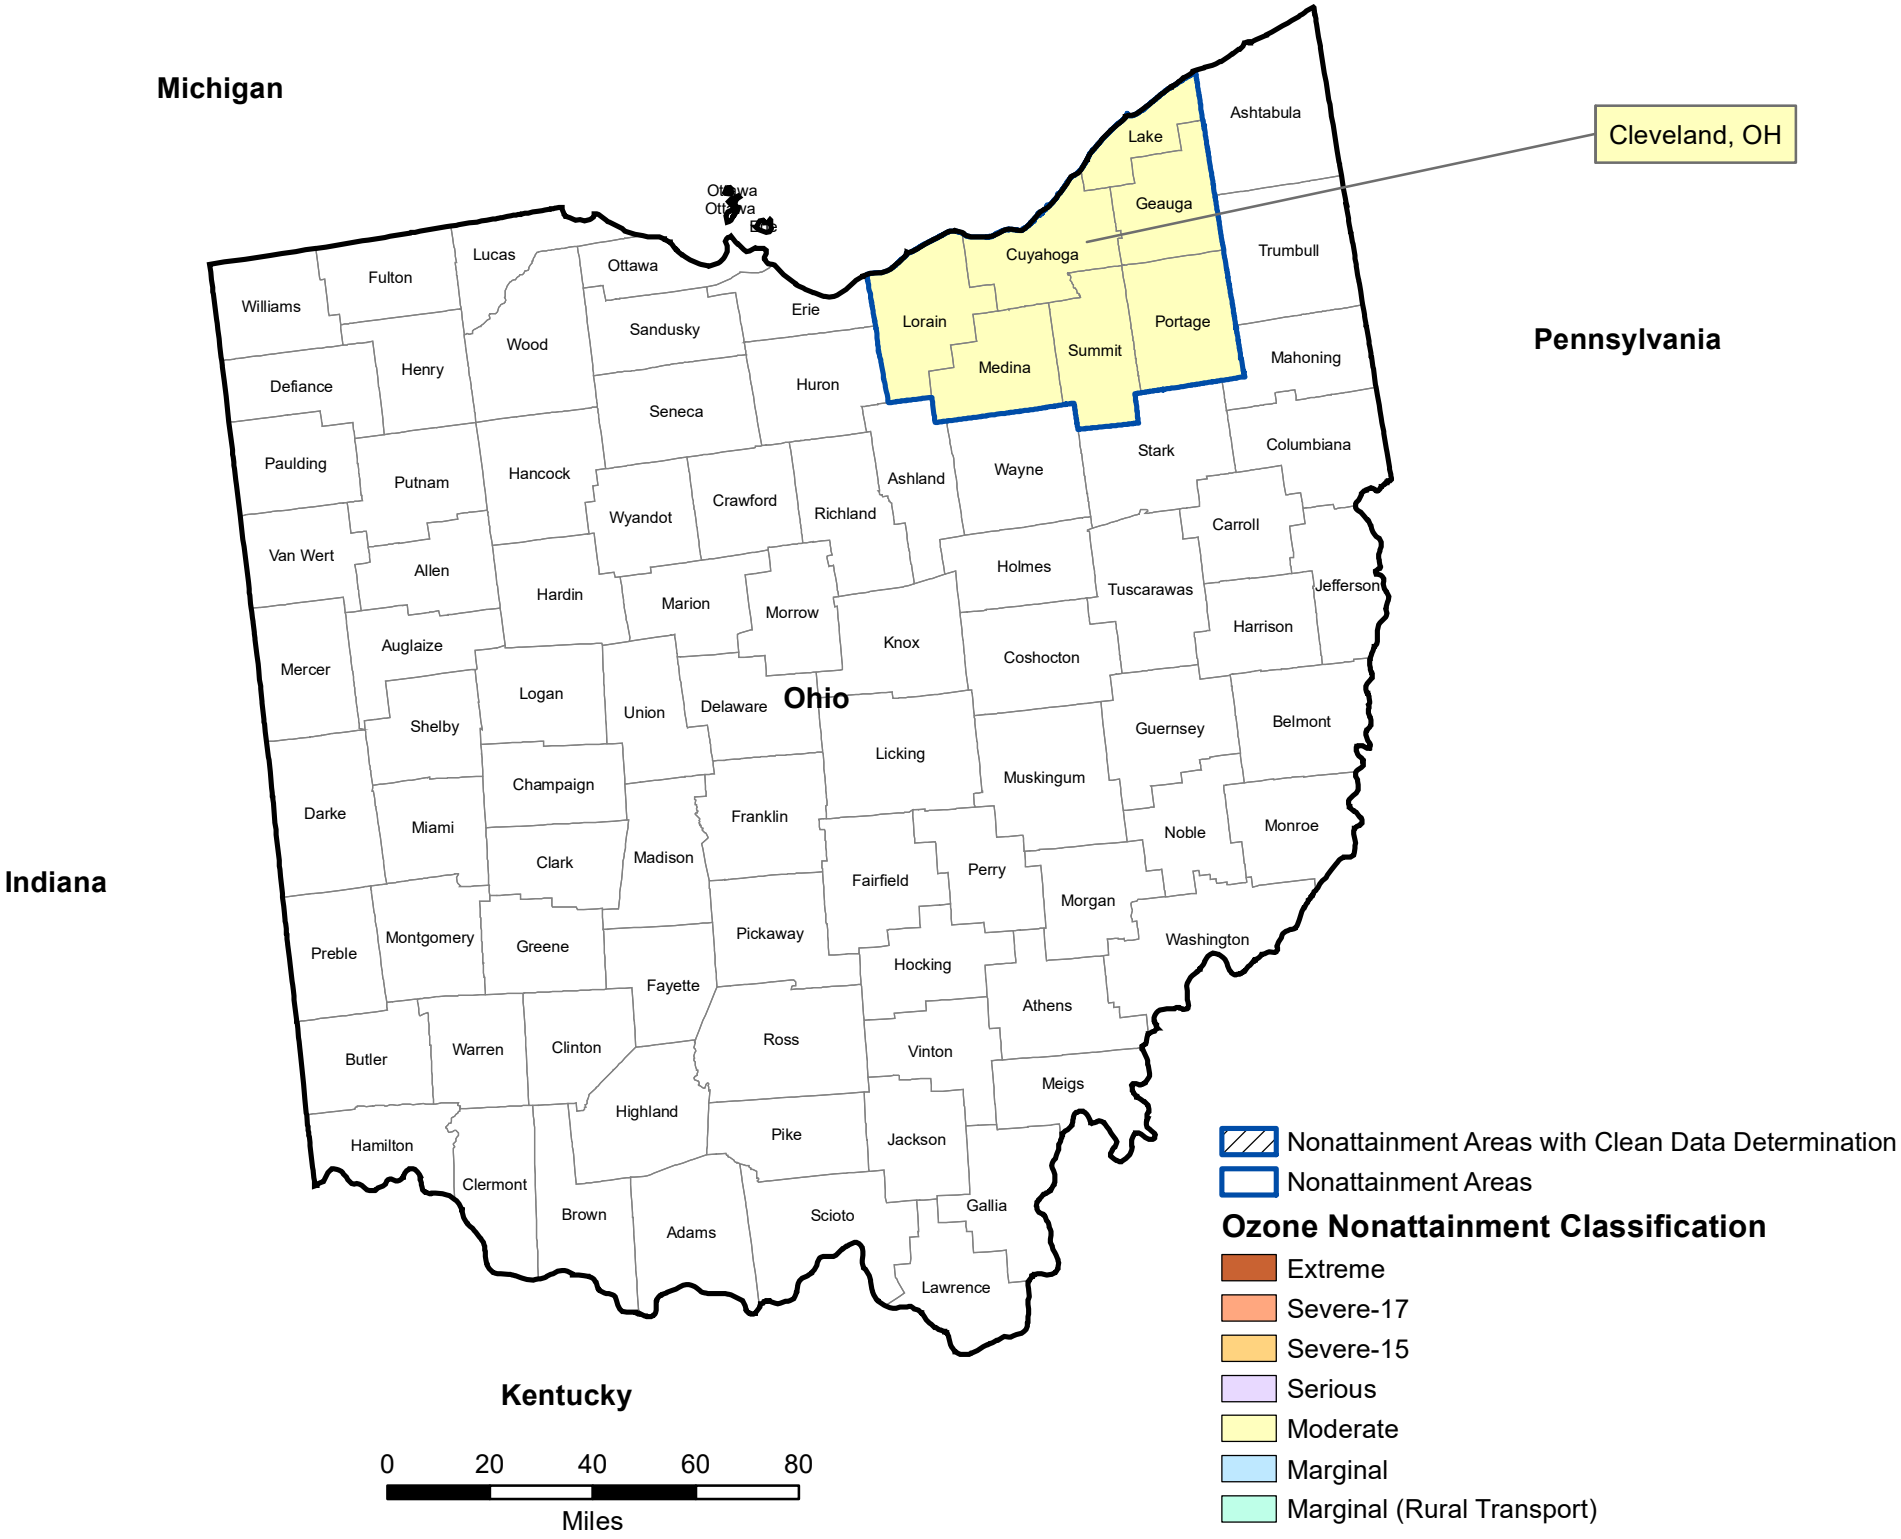 Michigan
Ashtabula
Cleveland, OH
Lake
Ottawa
Ottawa
Erie
Geauga
Lucas
Ottawa
Cuyahoga
Trumbull
Fulton
Williams
Erie
Lorain
Portage
Sandusky
Pennsylvania
Wood
Summit
Mahoning
Henry
Medina
Defiance
Huron
Seneca
Columbiana
Stark
Paulding
Wayne
Hancock
Ashland
Putnam
Crawford
Richland
Wyandot
Carroll
Van Wert
Allen
Holmes
Jefferson
Tuscarawas
Hardin
Marion
Morrow
Harrison
Knox
Auglaize
Coshocton
Mercer
Logan
Ohio
Delaware
Union
Belmont
Shelby
Guernsey
Licking
Muskingum
Champaign
Darke
Franklin
Miami
Monroe
Noble
Madison
Clark
Perry
Fairfield
Indiana
Morgan
Pickaway
Montgomery
Washington
Greene
Preble
Hocking
Fayette
Athens
Ross
Clinton
Warren
Vinton
Butler
Meigs
Highland
Pike
Jackson
Hamilton
Clermont
Gallia
Brown
Scioto
Adams
Lawrence
Kentucky
0 20 40 60 80
Miles
Nonattainment Areas with Clean Data Determination
Nonattainment Areas
Ozone Nonattainment Classification
Extreme
Severe-17
Severe-15
Serious
Moderate
Marginal
Marginal (Rural Transport)